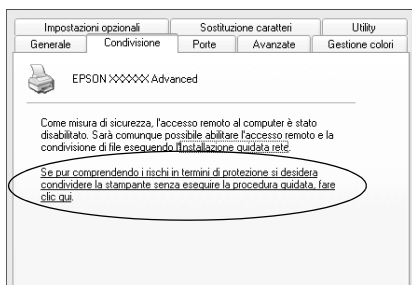 Impostazioni opzionali Sostituzione caratteri Utility
Generale Condivisione Porte Avanzate Gestione colori
EPSON XXXXXX Advanced
Come misura di sicurezza, l'accesso remoto al computer è stato
disabilitato. Sarà comunque possibile abilitare l'accesso remoto e la
condivisione di file eseguendo l'Installazione guidata rete.
Se pur comprendendo i rischi in termini di protezione si desidera
condividere la stampante senza eseguire la procedura guidata, fare
clic qui.